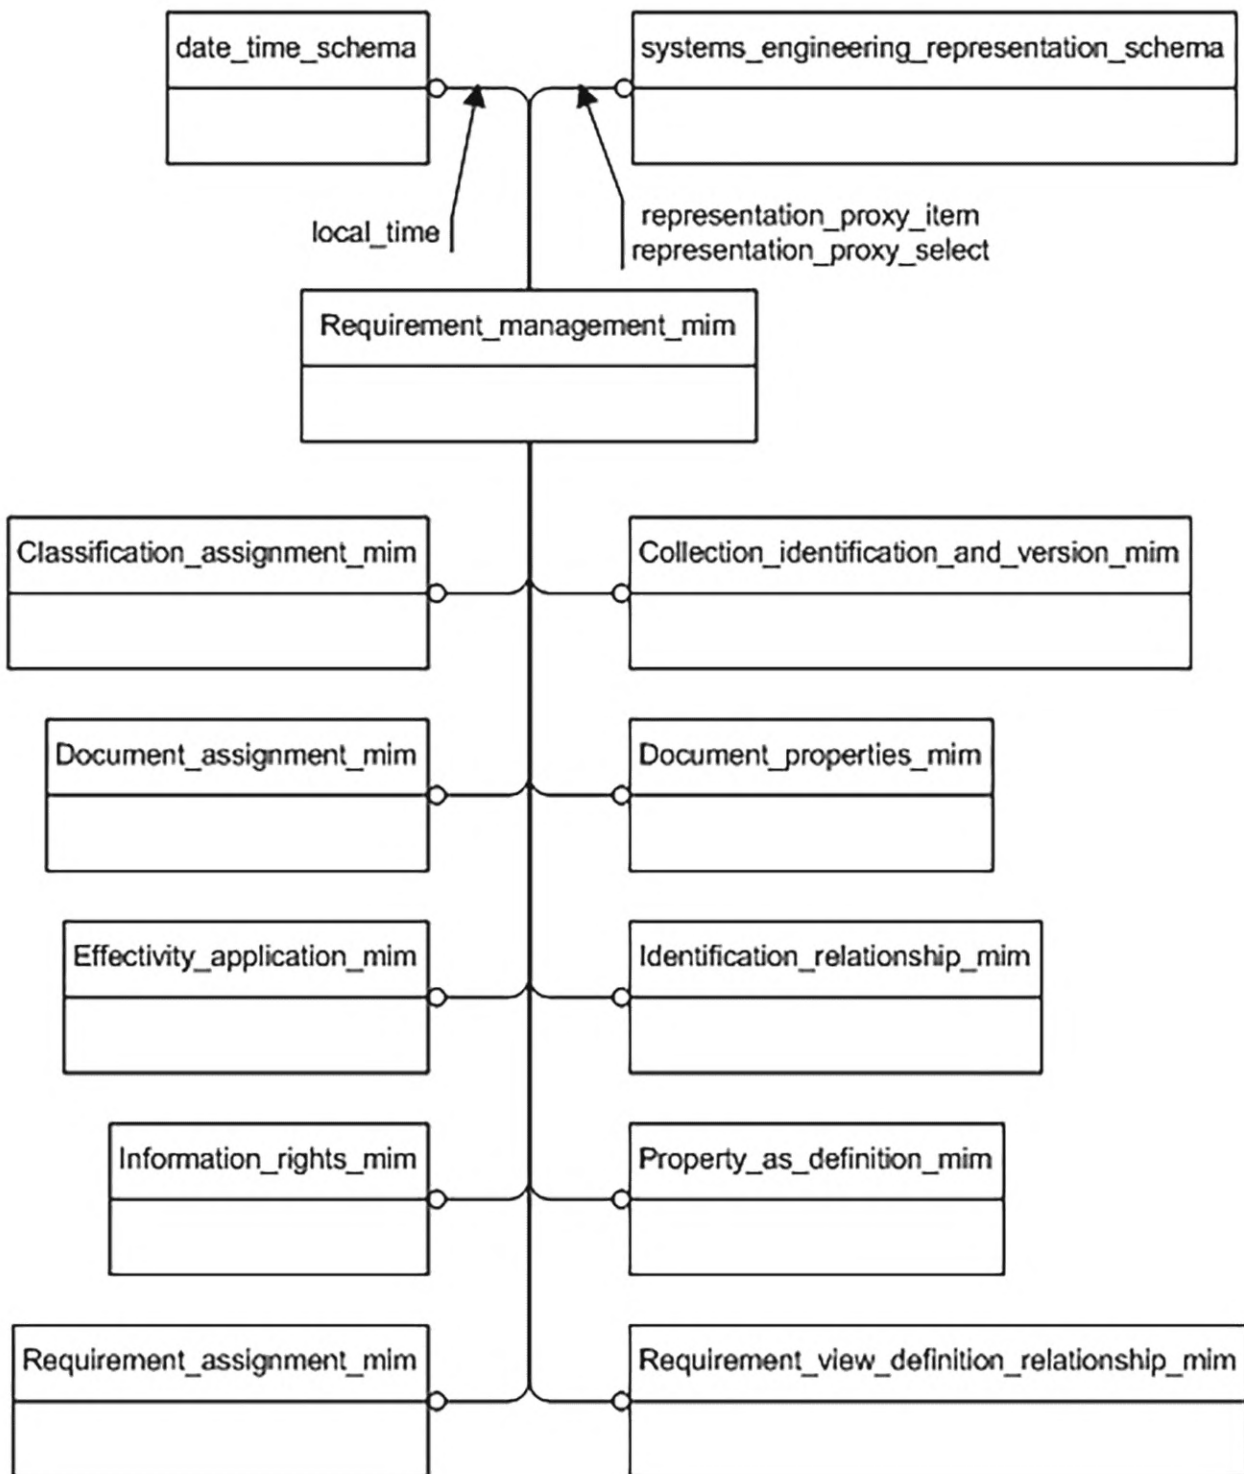 date_time_schema
systems_engineering_representation_schema
local_time
representation_proxy_item
representation_proxy_select
Requirement_management_mim
Classification_assignment_mim
Collection_identification_and_version_mim
Document_assignment_mim
Document_properties_mim
Effectivity_application_mim
Identification_relationship_mim
Information_rights_mim
Property_as_definition_mim
Requirement_assignment_mim
Requirement_view_definition_relationship_mim